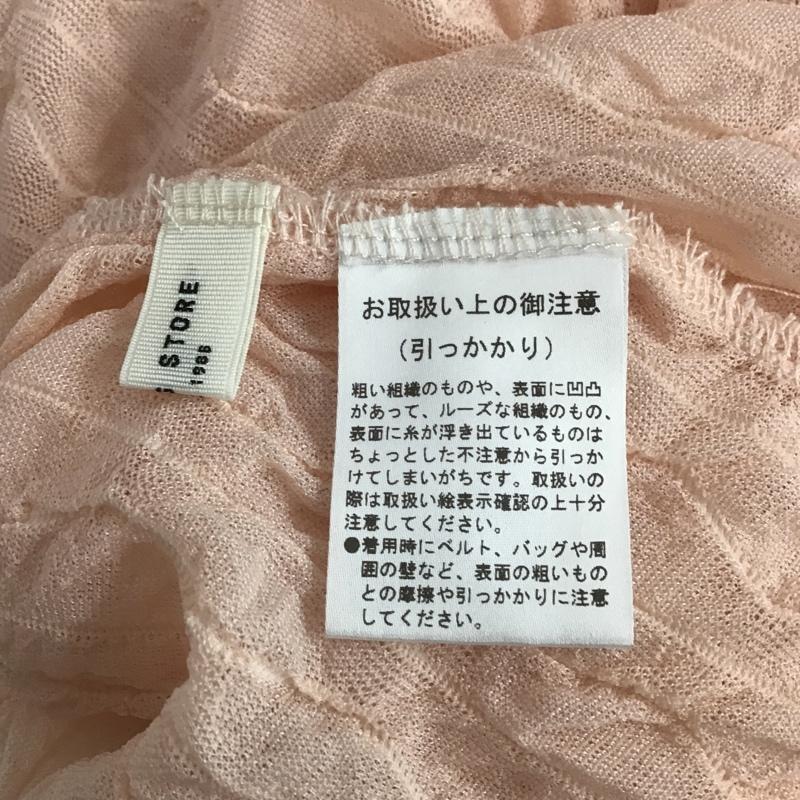 STORE
1986
お取扱い上の御注意
（引っかかり）
粗い組織のものや、表面に凹凸
があって、ルーズな組織のもの、
表面に糸が浮き出ているものは
ちょっとした不注意から引っか
けてしまいがちです。取扱いの
際は取扱い絵表示確認の上十分
注意してください。
●着用時にベルト、バッグや周
囲の壁など、表面の粗いもの
との摩擦や引っかかりに注意
してください。